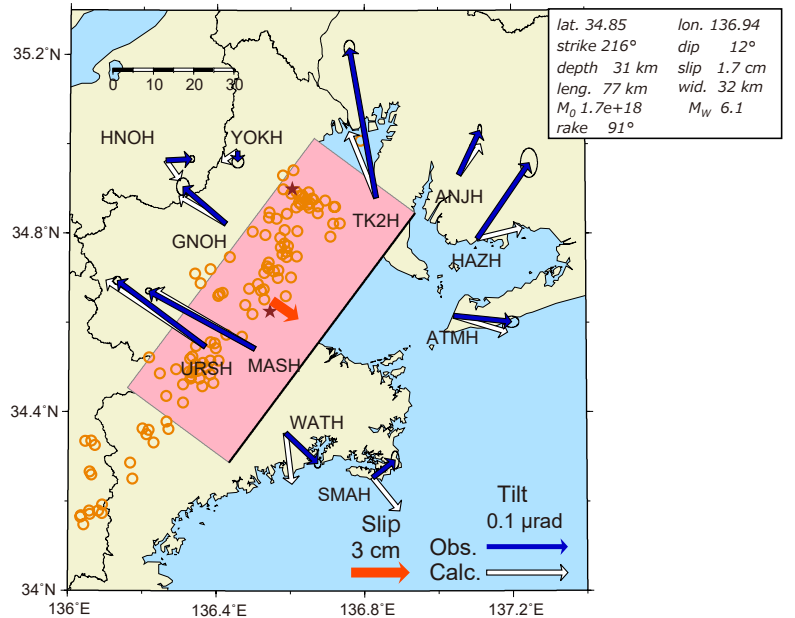 lat. 34.85 lon. 136.94
strike 216° dip 12°
depth 31 km slip 1.7 cm
leng. 77 km wid. 32 km
M0 1.7e+18 MW 6.1
rake 91°
35.2
0 10 20 30
HNOH YOKH
ANJH
TK2H
GNOH
34.8
HAZH
ATMH
URSH MASH
34.4
WATH
SMAH
Tilt
Slip 0.1 μrad
3 cm Obs.
Calc.
34°N
136°E 136.4 136.8 137.2